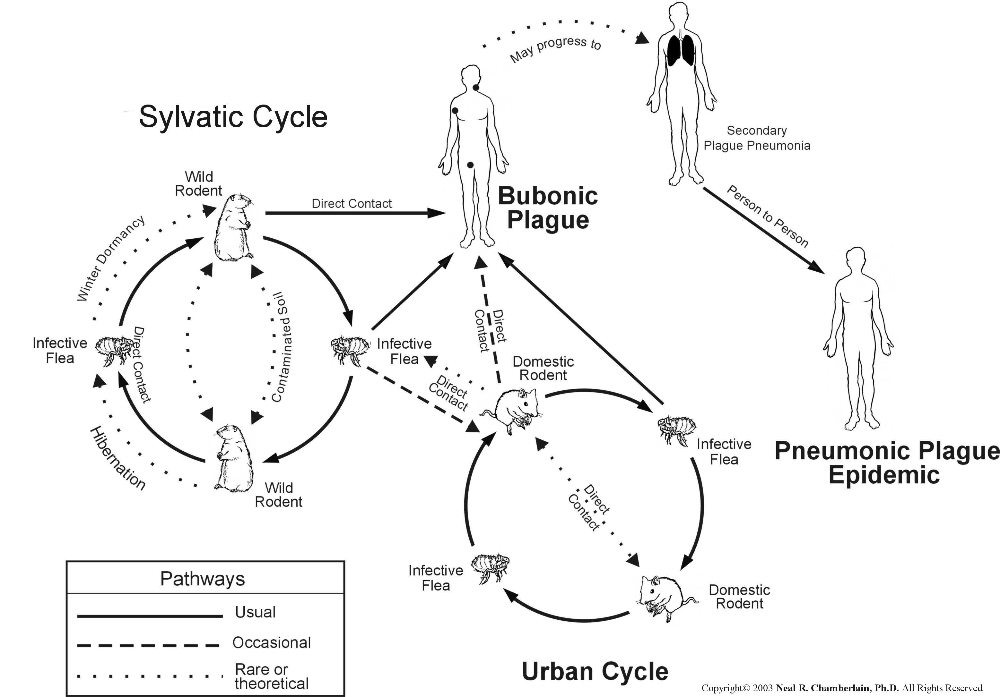 May progress to
Sylvatic Cycle
Secondary
Plague Pneumonia
Wild
Rodent
Direct Contact
Bubonic
Plague
Person to Person
Winter Dormancy
Contaminated Soil
Direct
Contact
Infective
Flea
Direct Contact
Infective
Flea
Domestic
Rodent
Direct
Contact
Hibernation
Infective
Flea
Pneumonic Plague
Epidemic
Wild
Rodent
Direct
Contact
Infective
Flea
Domestic
Rodent
Pathways
Usual
Occasional
Rare or
theoretical
Urban Cycle
Copyright© 2003 Neal R. Chamberlain, Ph.D. All Rights Reserved